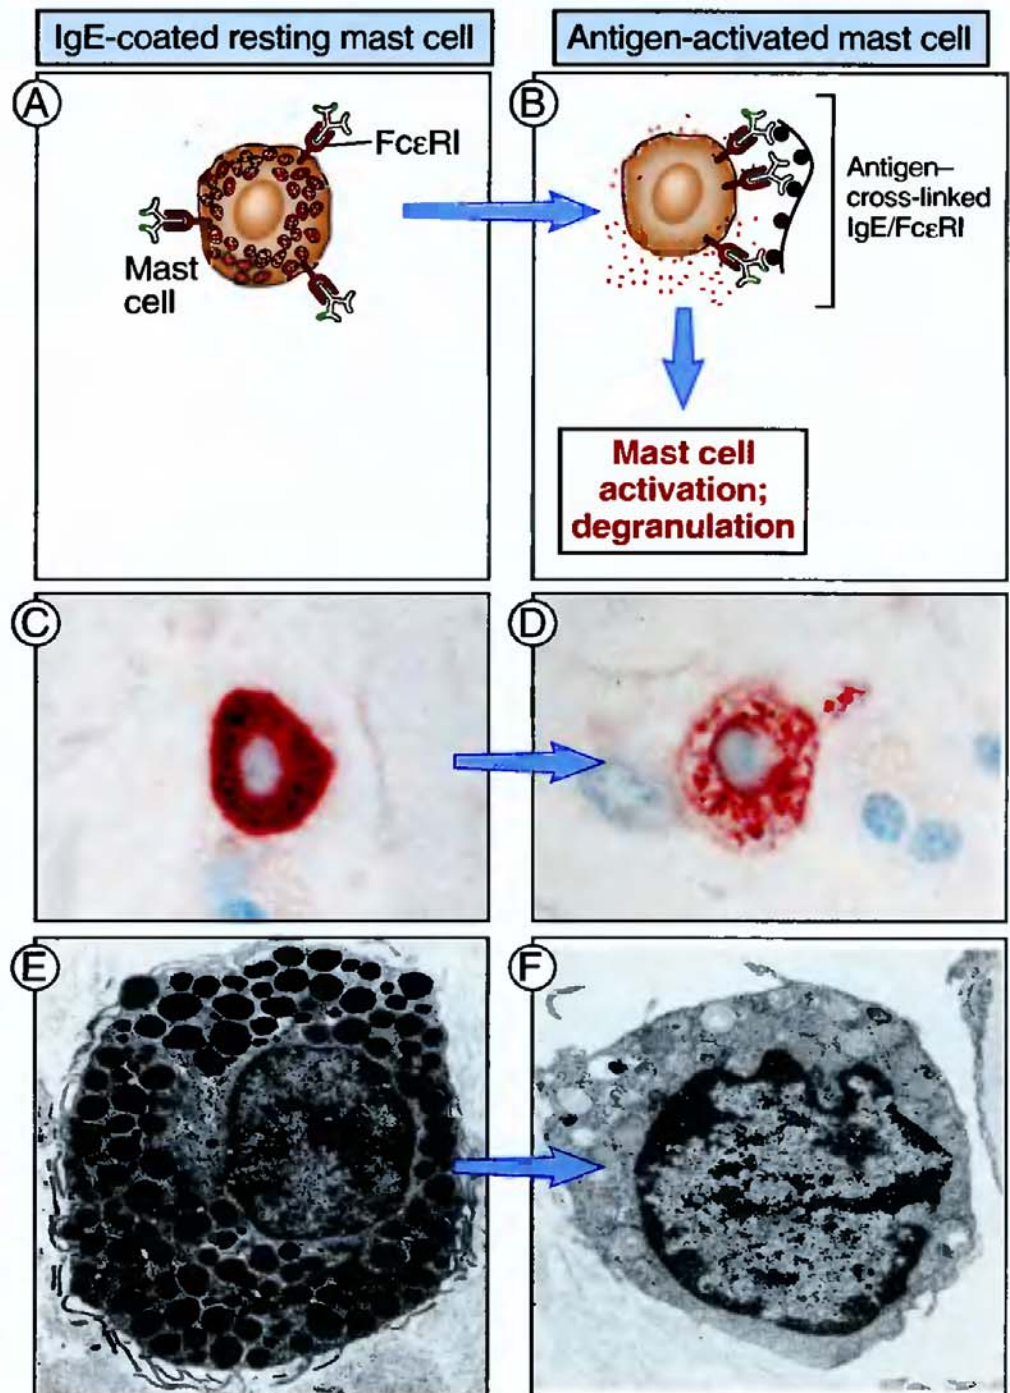 IgE-coated resting mast cell
Antigen-activated mast cell
A
FcεRI
Mast
cell
B
Antigen–
cross-linked
IgE/FcεRI
Mast cell
activation;
degranulation
C
D
E
F